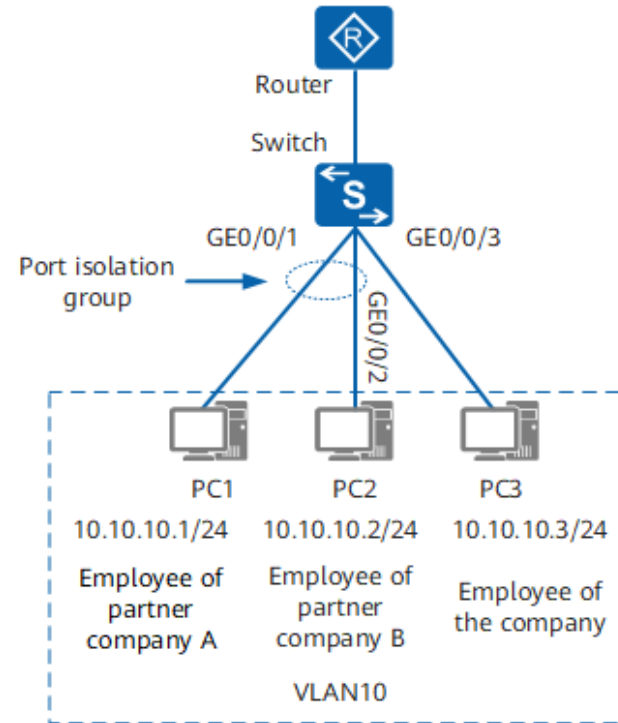 R
Router
Switch
S
GE0/0/1
GE0/0/3
Port isolation
group
GE0/0/2
PC1
PC2
PC3
10.10.10.1/24
10.10.10.2/24
10.10.10.3/24
Employee of
partner
company A
Employee of
partner
company B
Employee of
the company
VLAN10